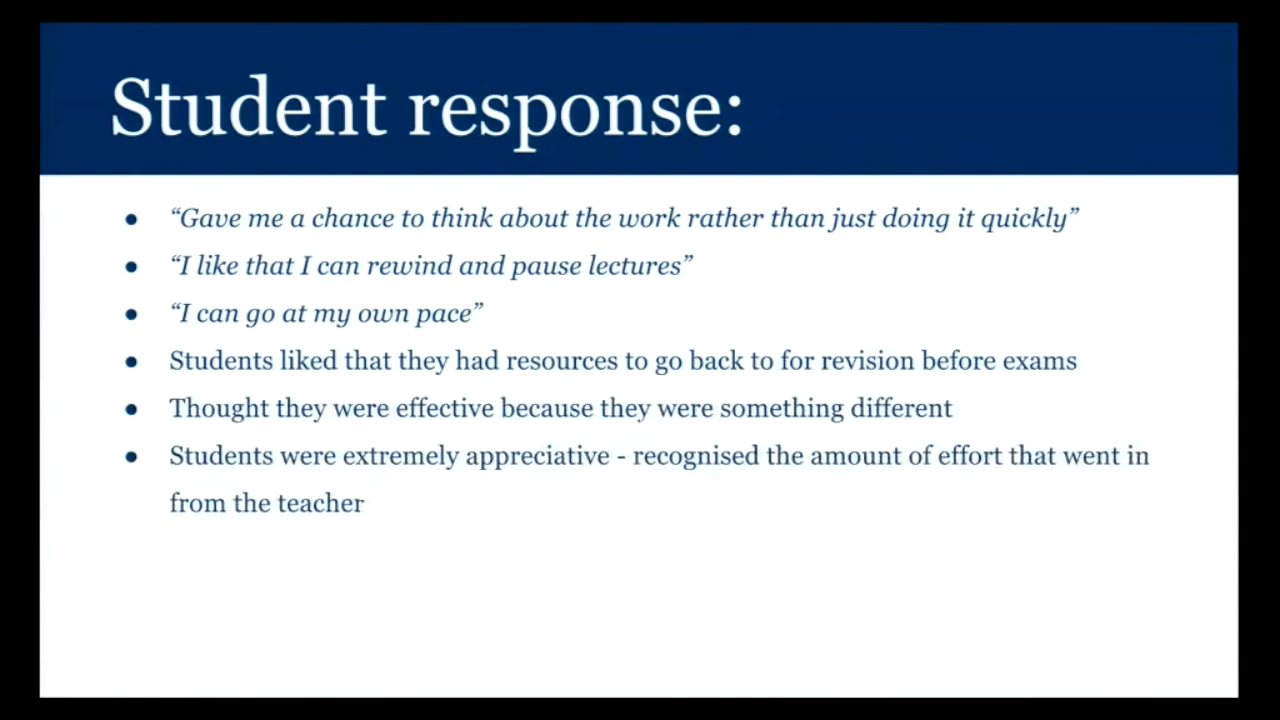 Student response:
● “Gave me a chance to think about the work rather than just doing it quickly”
● “I like that I can rewind and pause lectures”
● “I can go at my own pace”
● Students liked that they had resources to go back to for revision before exams
● Thought they were effective because they were something different
● Students were extremely appreciative - recognised the amount of effort that went in
from the teacher